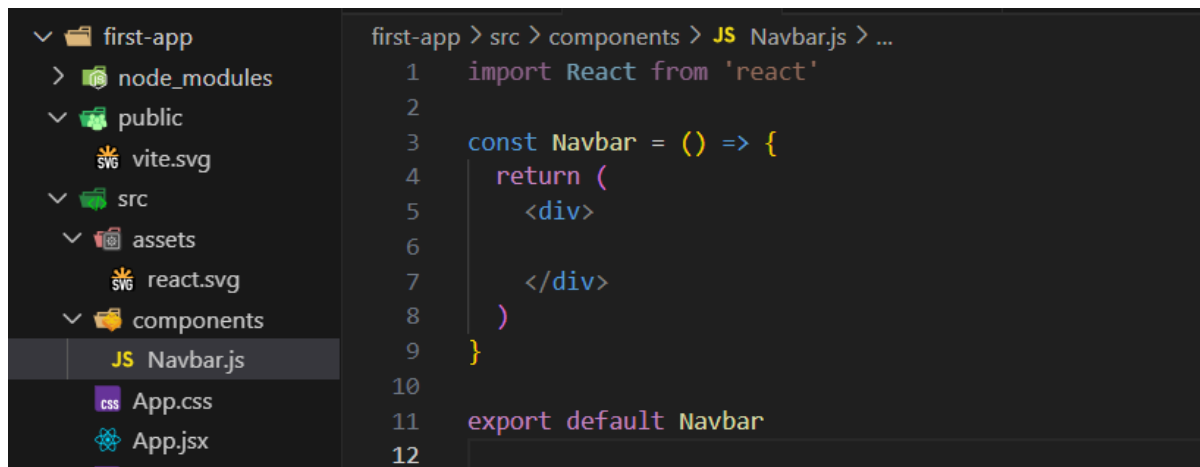 first-app
node_modules
public
vite.svg
src
assets
react.svg
components
JS Navbar.js
App.css
App.jsx
first-app > src > components > JS Navbar.js > ...
1 import React from 'react'
2
3 const Navbar = () => {
4 return (
5 <div>
6
7 </div>
8 )
9 }
10
11 export default Navbar
12